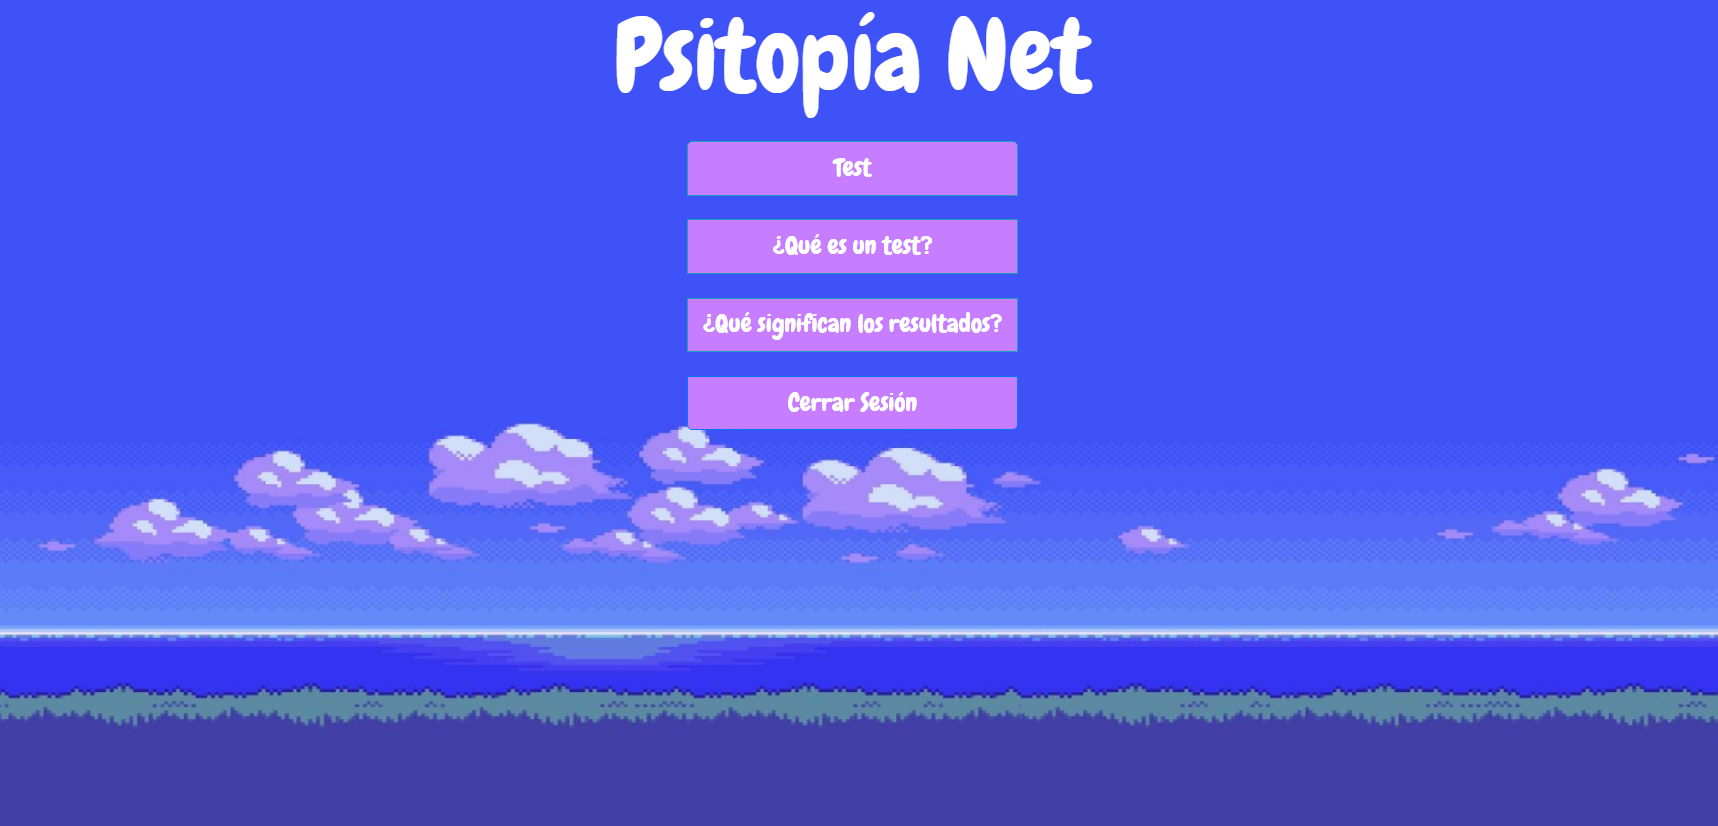 Psitopía Net
Test
¿Qué es un test?
¿Qué significan los resultados?
Cerrar Sesión